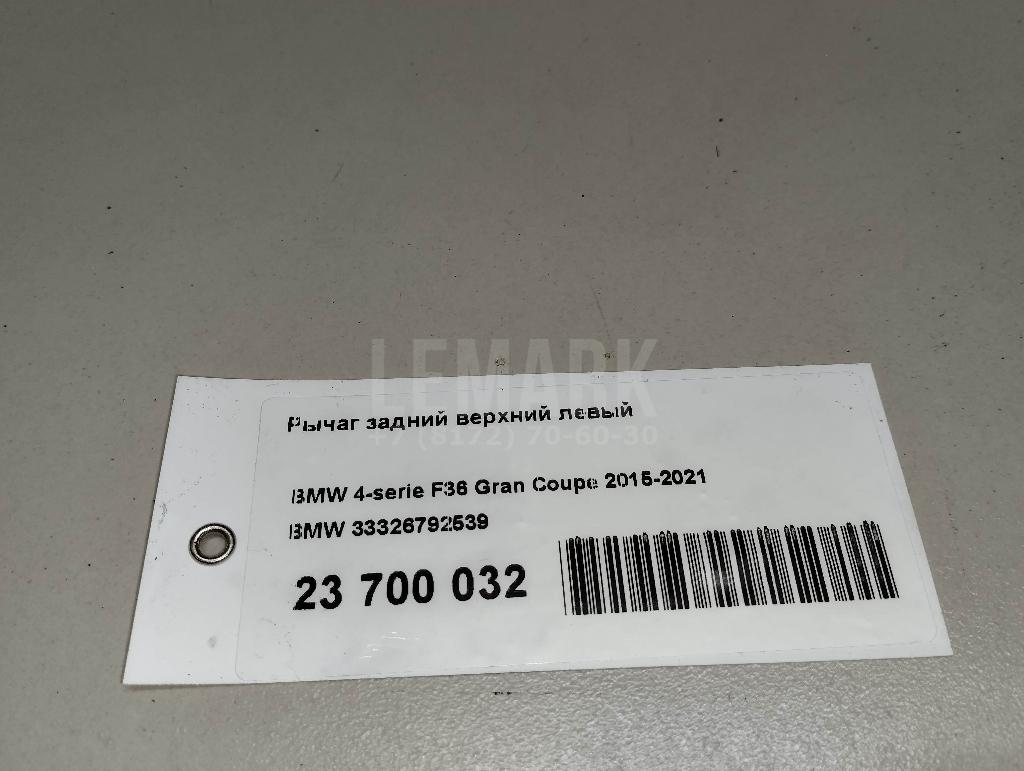 LEMARK
Рычаг задний верхний левый
+7 (8172) 70-60-30
BMW 4-serie F36 Gran Coupe 2015-2021
BMW 33326792539
23 700 032